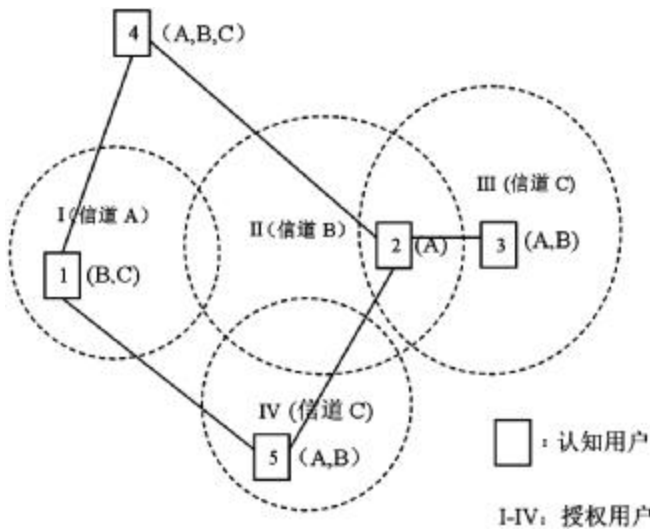 4 (A,B,C)
III (信道 C)
I(信道 A)
II(信道 B)
2 (A)
3 (A,B)
1 (B,C)
IV (信道 C)
5 (A,B)
：认知用户
I-IV：授权用户